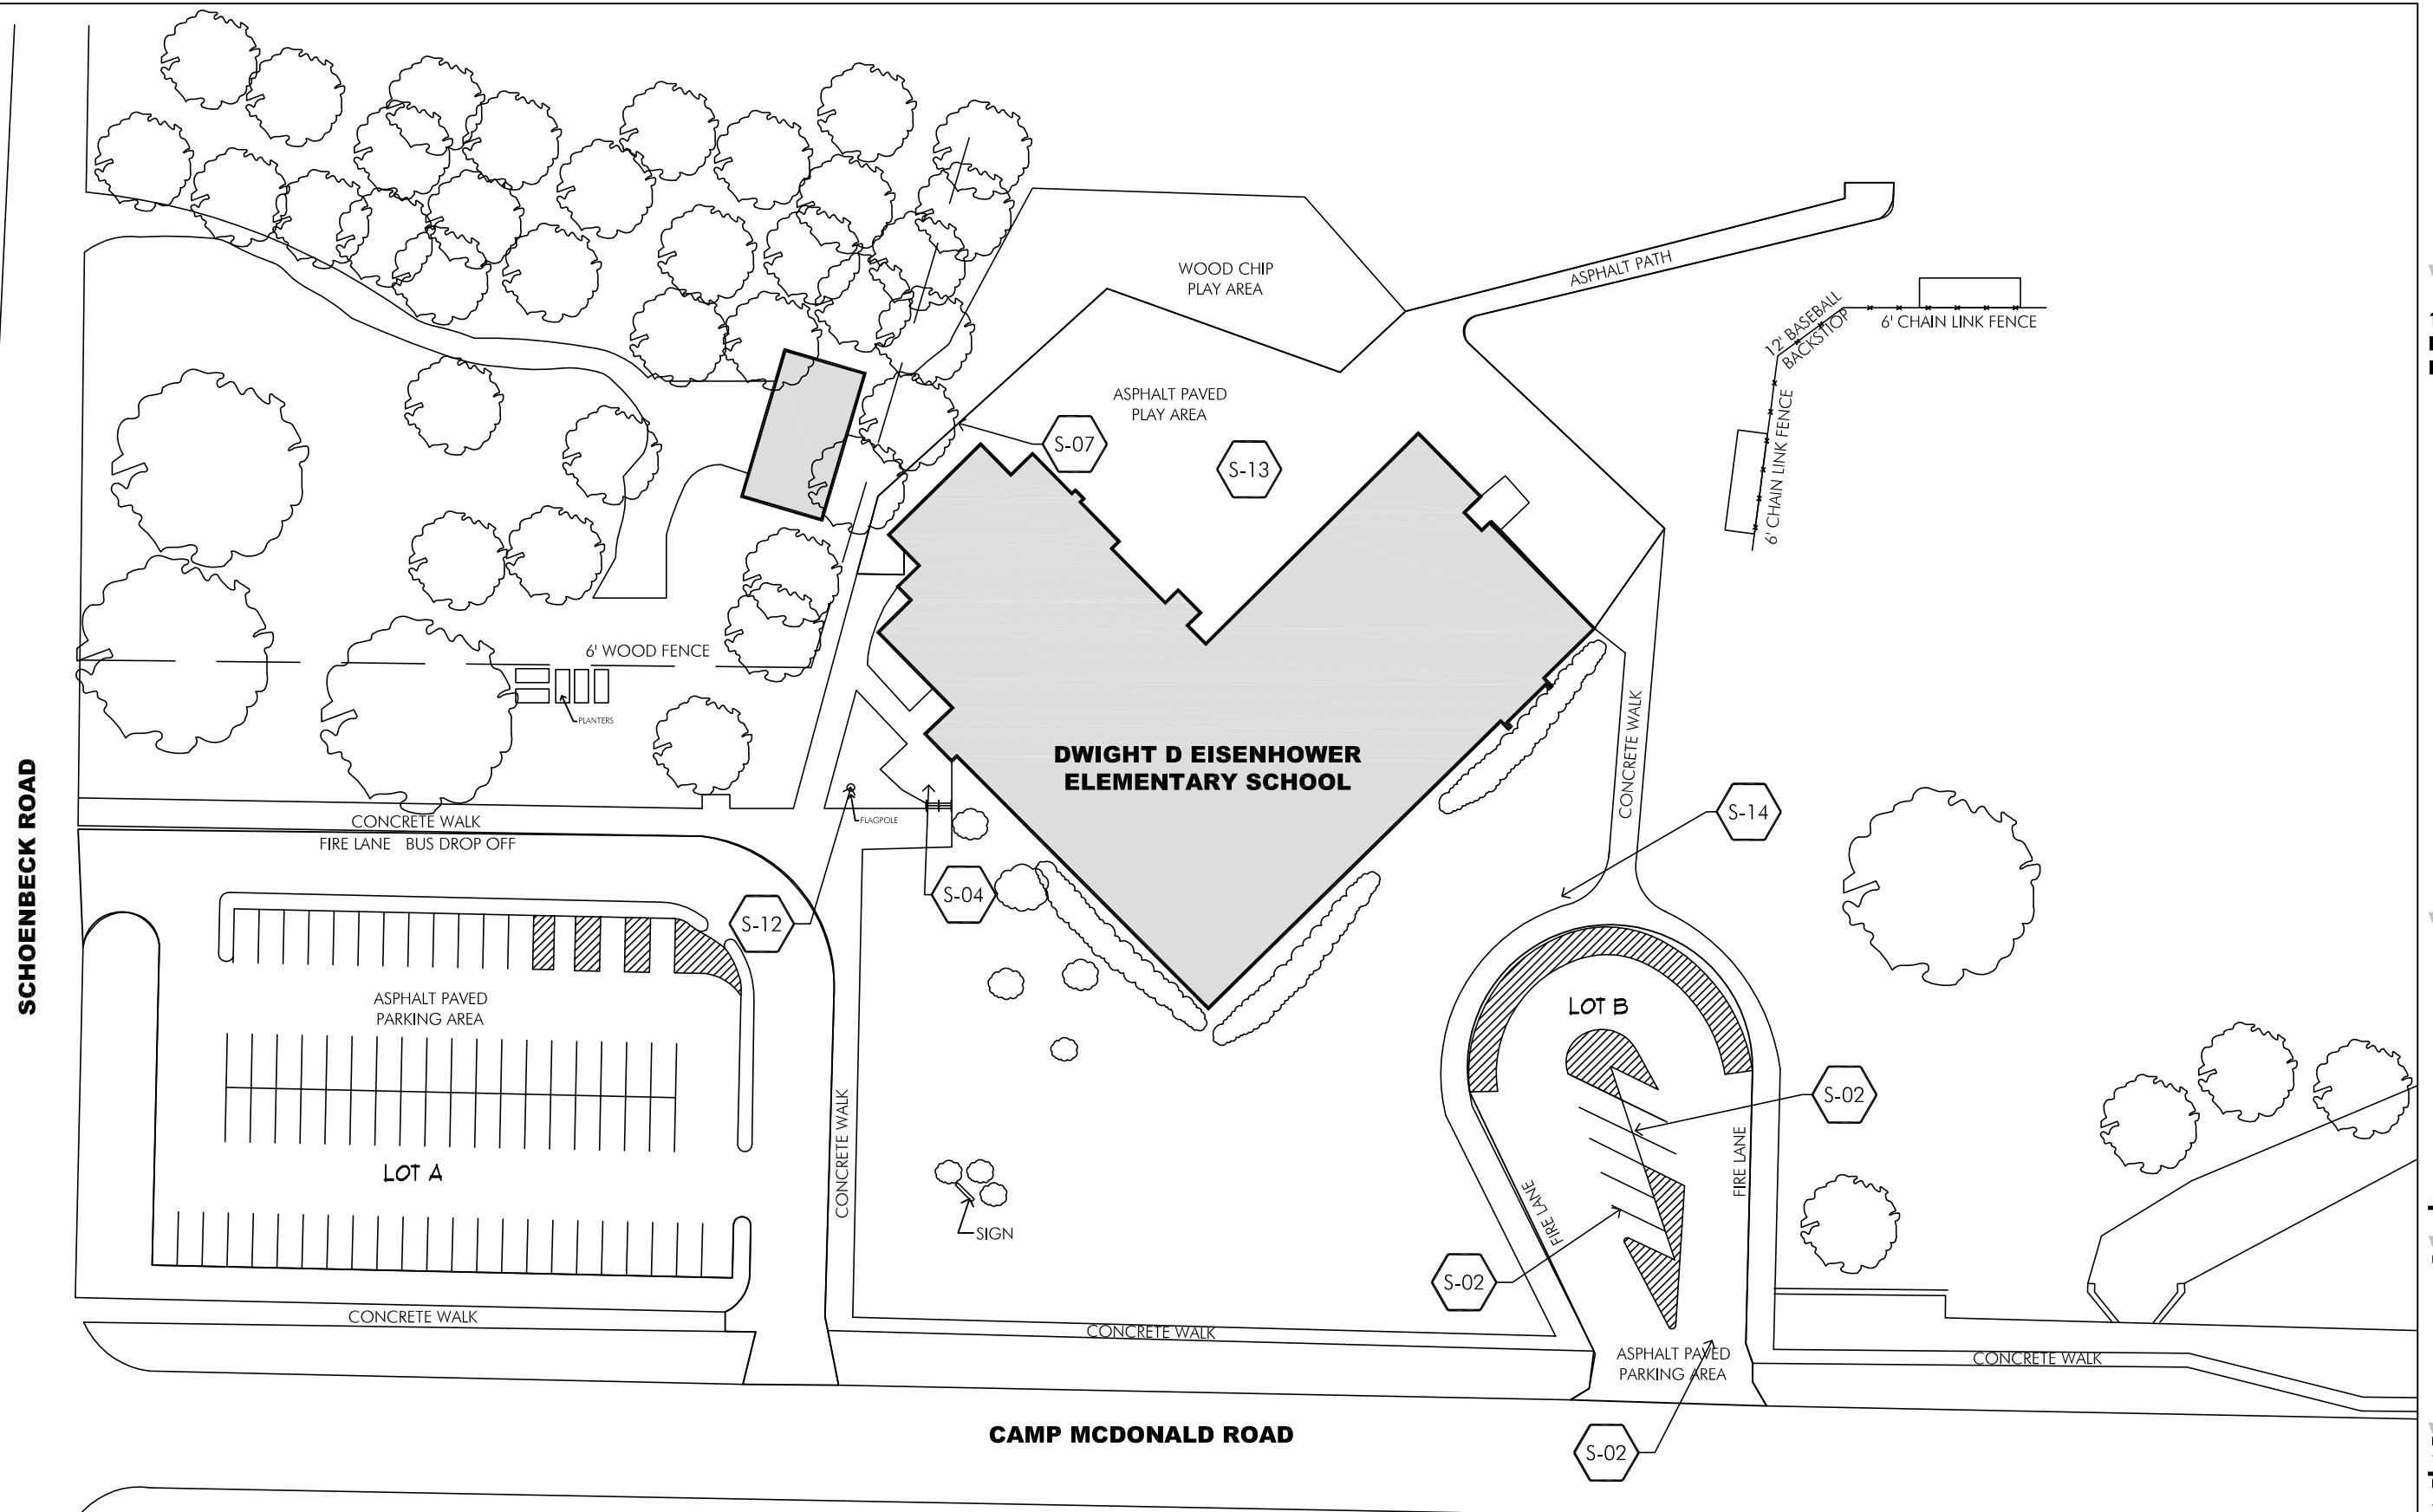 WOOD CHIP
PLAY AREA
ASPHALT PATH
12' BASEBALL
BACKSTOP
6' CHAIN LINK FENCE
6' CHAIN LINK FENCE
ASPHALT PAVED
PLAY AREA
S-07
S-13
6' WOOD FENCE
PLANTERS
DWIGHT D EISENHOWER
ELEMENTARY SCHOOL
CONCRETE WALK
S-14
SCHOENBECK ROAD
CONCRETE WALK
FIRE LANE BUS DROP OFF
FLAGPOLE
S-12
S-04
ASPHALT PAVED
PARKING AREA
LOT A
CONCRETE WALK
SIGN
LOT B
S-02
FIRE LANE
FIRE LANE
S-02
CONCRETE WALK
CONCRETE WALK
ASPHALT PAVED
PARKING AREA
CONCRETE WALK
CAMP MCDONALD ROAD
S-02